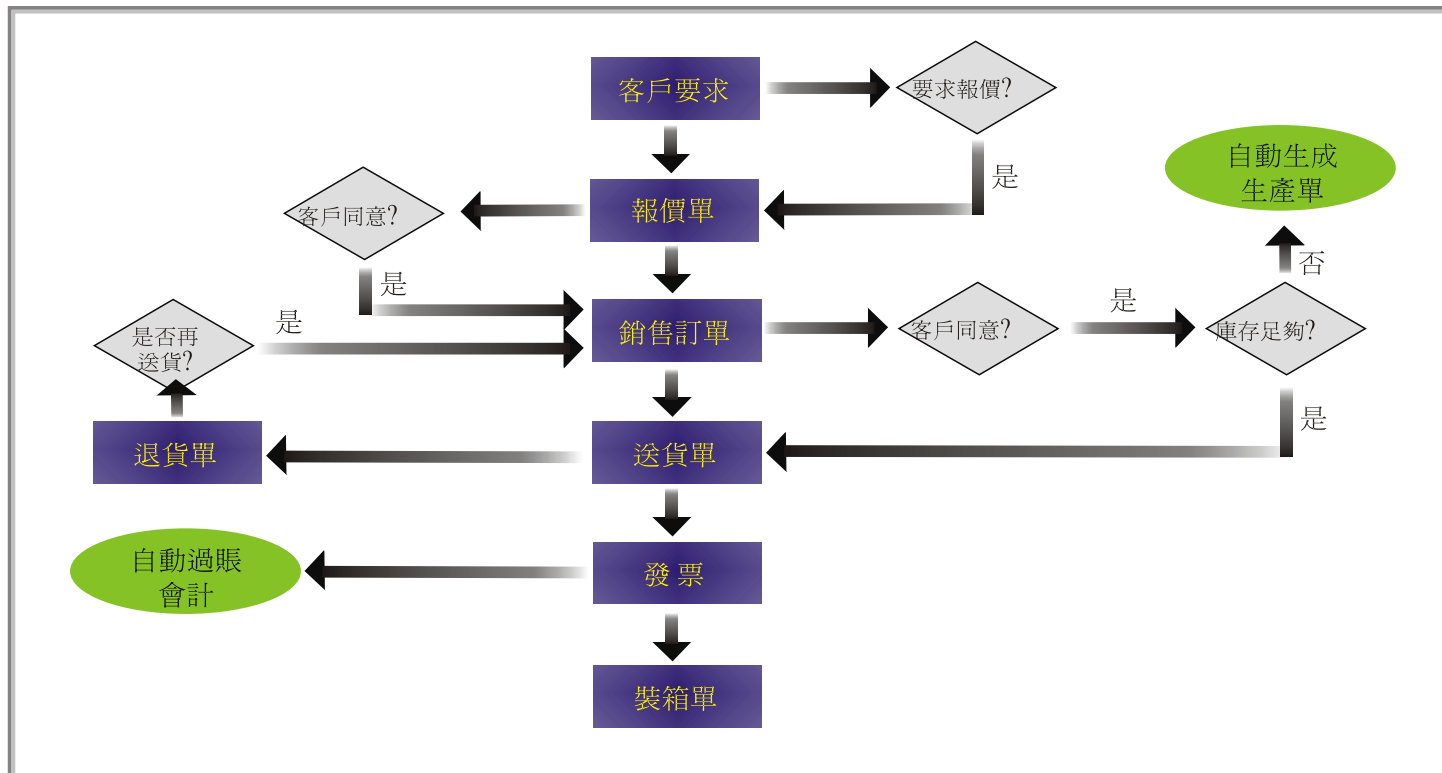 客戶要求
要求報價?
自動生成
生產單
是
報價單
客戶同意?
否
是
銷售訂單
是
客戶同意?
是
庫存足夠?
是否再
送貨?
是
退貨單
送貨單
自動過賬
會計
發票
裝箱單